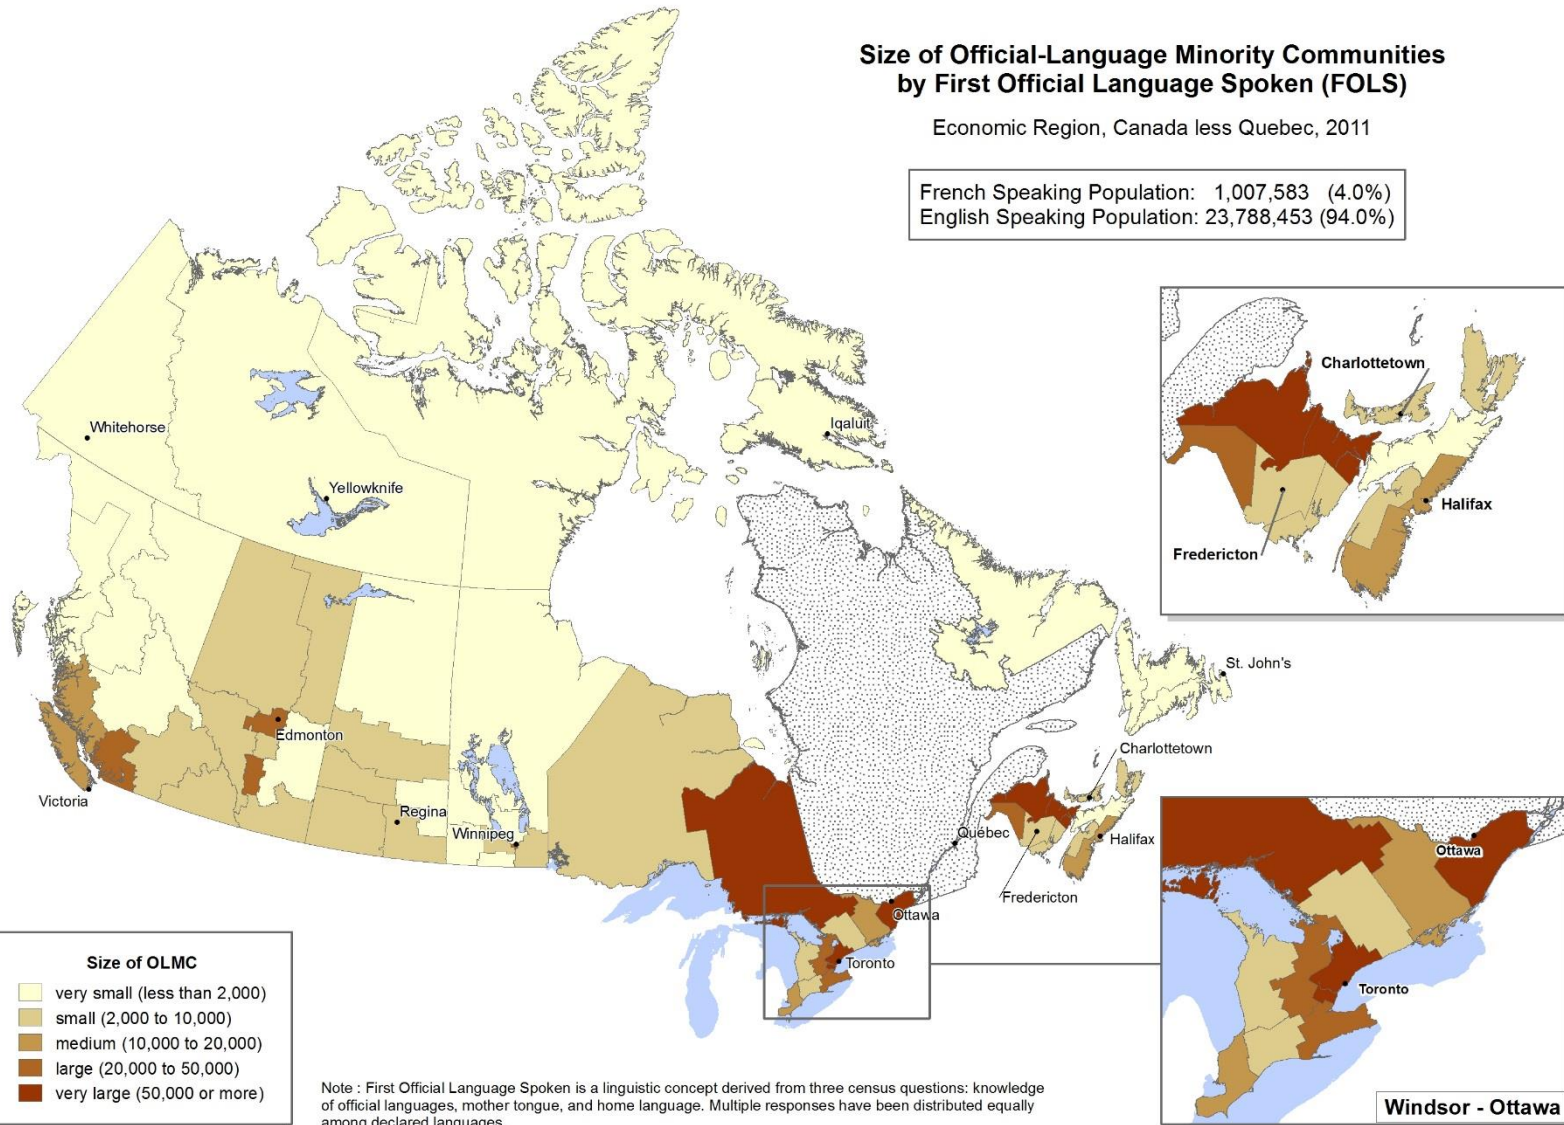 Size of Official-Language Minority Communities
by First Official Language Spoken (FOLS)
Economic Region, Canada less Quebec, 2011
French Speaking Population: 1,007,583 (4.0%)
English Speaking Population: 23,788,453 (94.0%)
Charlottetown
Halifax
Fredericton
Whitehorse
Iqaluit
Yellowknife
St. John's
Edmonton
Charlottetown
Victoria
Regina
Winnipeg
Québec
Halifax
Fredericton
Ottawa
Toronto
Ottawa
Toronto
Windsor - Ottawa
Size of OLMC
very small (less than 2,000)
small (2,000 to 10,000)
medium (10,000 to 20,000)
large (20,000 to 50,000)
very large (50,000 or more)
Note : First Official Language Spoken is a linguistic concept derived from three census questions: knowledge
of official languages, mother tongue, and home language. Multiple responses have been distributed equally
among declared languages